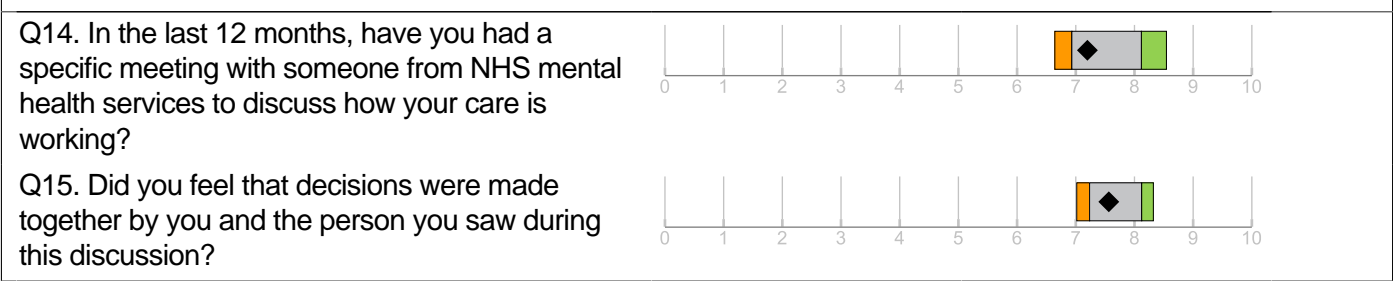 Q14. In the last 12 months, have you had a
specific meeting with someone from NHS mental
health services to discuss how your care is
working?
0 1 2 3 4 5 6 7 8 9 10
Q15. Did you feel that decisions were made
together by you and the person you saw during
this discussion?
0 1 2 3 4 5 6 7 8 9 10